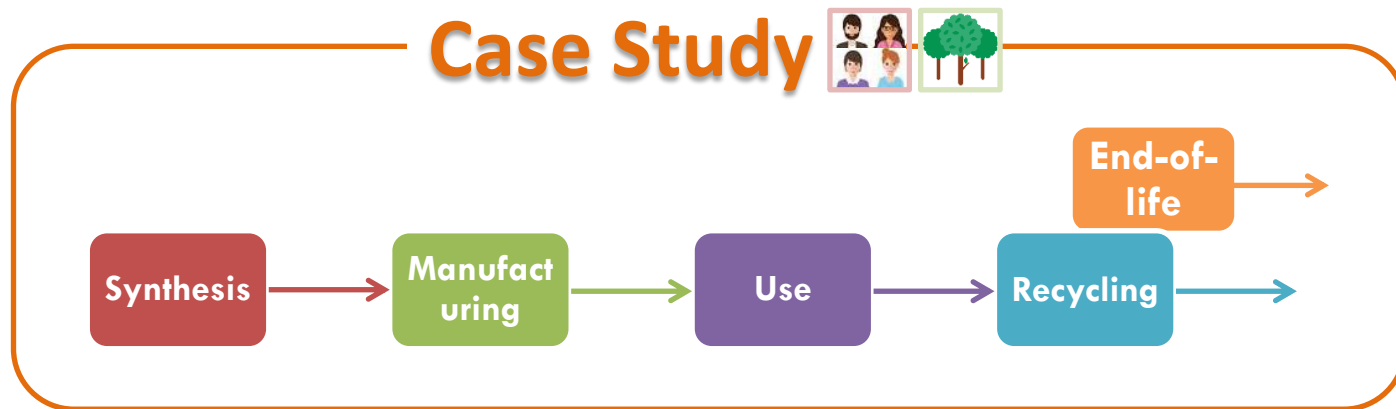 Case Study
End-of-
life
Synthesis
Manufact
uring
Use
Recycling